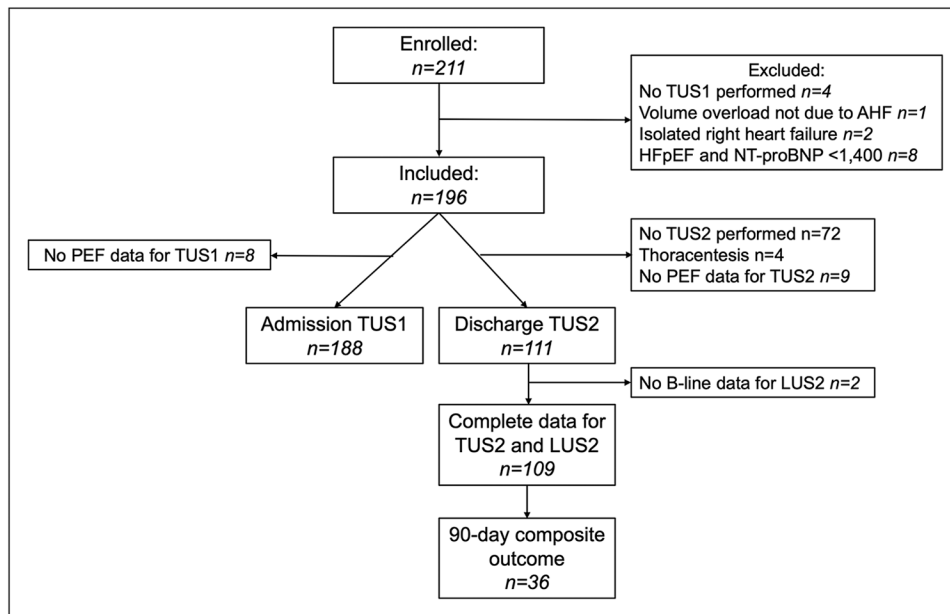 Enrolled:
n=211
Excluded:
No TUS1 performed n=4
Volume overload not due to AHF n=1
Isolated right heart failure n=2
HFpEF and NT-proBNP <1,400 n=8
Included:
n=196
No PEF data for TUS1 n=8
No TUS2 performed n=72
Thoracentesis n=4
No PEF data for TUS2 n=9
Admission TUS1
n=188
Discharge TUS2
n=111
No B-line data for LUS2 n=2
Complete data for
TUS2 and LUS2
n=109
90-day composite
outcome
n=36